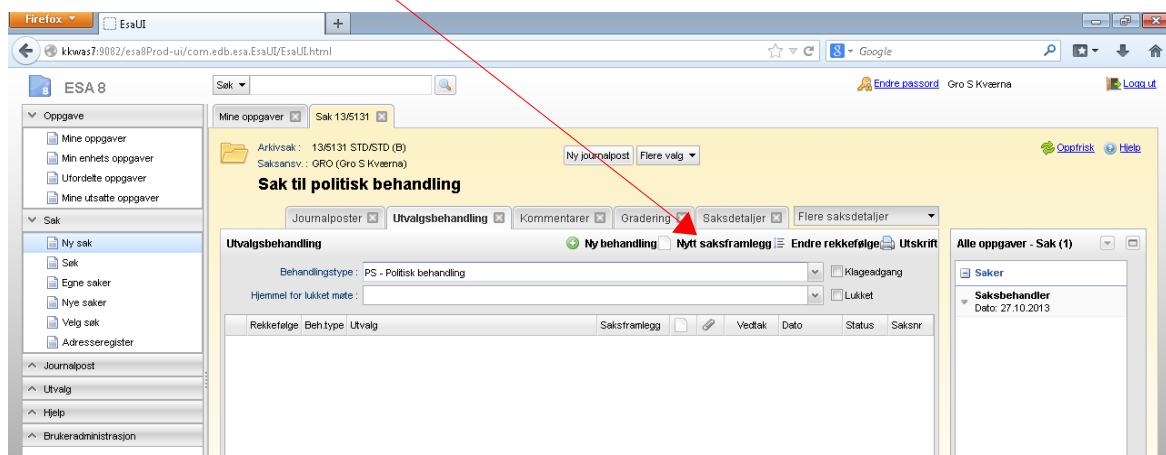 Firefox
EsaUI
kkwas7:9082/esa8Prod-ui/com.edb.esa.EsaUI/EsaUI.html
Google
8 ESA 8
Søk
Endre passord Gro S Kværna
Logg ut
Oppgave
Mine oppgaver
Min enhets oppgaver
Ufordelte oppgaver
Mine utsatte oppgaver
Sak
Ny sak
Søk
Egne saker
Nye saker
Velg søk
Adresseregister
Journalpost
Utvalg
Hjelp
Brukeradministrasjon
Mine oppgaver Sak 13/5131
Arkivsak : 13/5131 STD/STD (B)
Saksansv. : GRO (Gro S Kværna)
Sak til politisk behandling
Ny journalpost Flere valg
Oppfrisk Hjelp
Journalposter Utvalgsbehandling Kommentarer Gradering Saksdetaljer Flere saksdetaljer
Utvalgsbehandling Ny behandling Nytt saksframlegg Endre rekkefølge Utskrift
Behandlingstype : PS - Politisk behandling Klageadgang
Hjemmel for lukket møte : Lukket
Rekkefølge Beh.type Utvalg Saksframlegg Vedtak Dato Status Saksnr
Alle oppgaver - Sak (1)
Saker
Saksbehandler
Dato: 27.10.2013